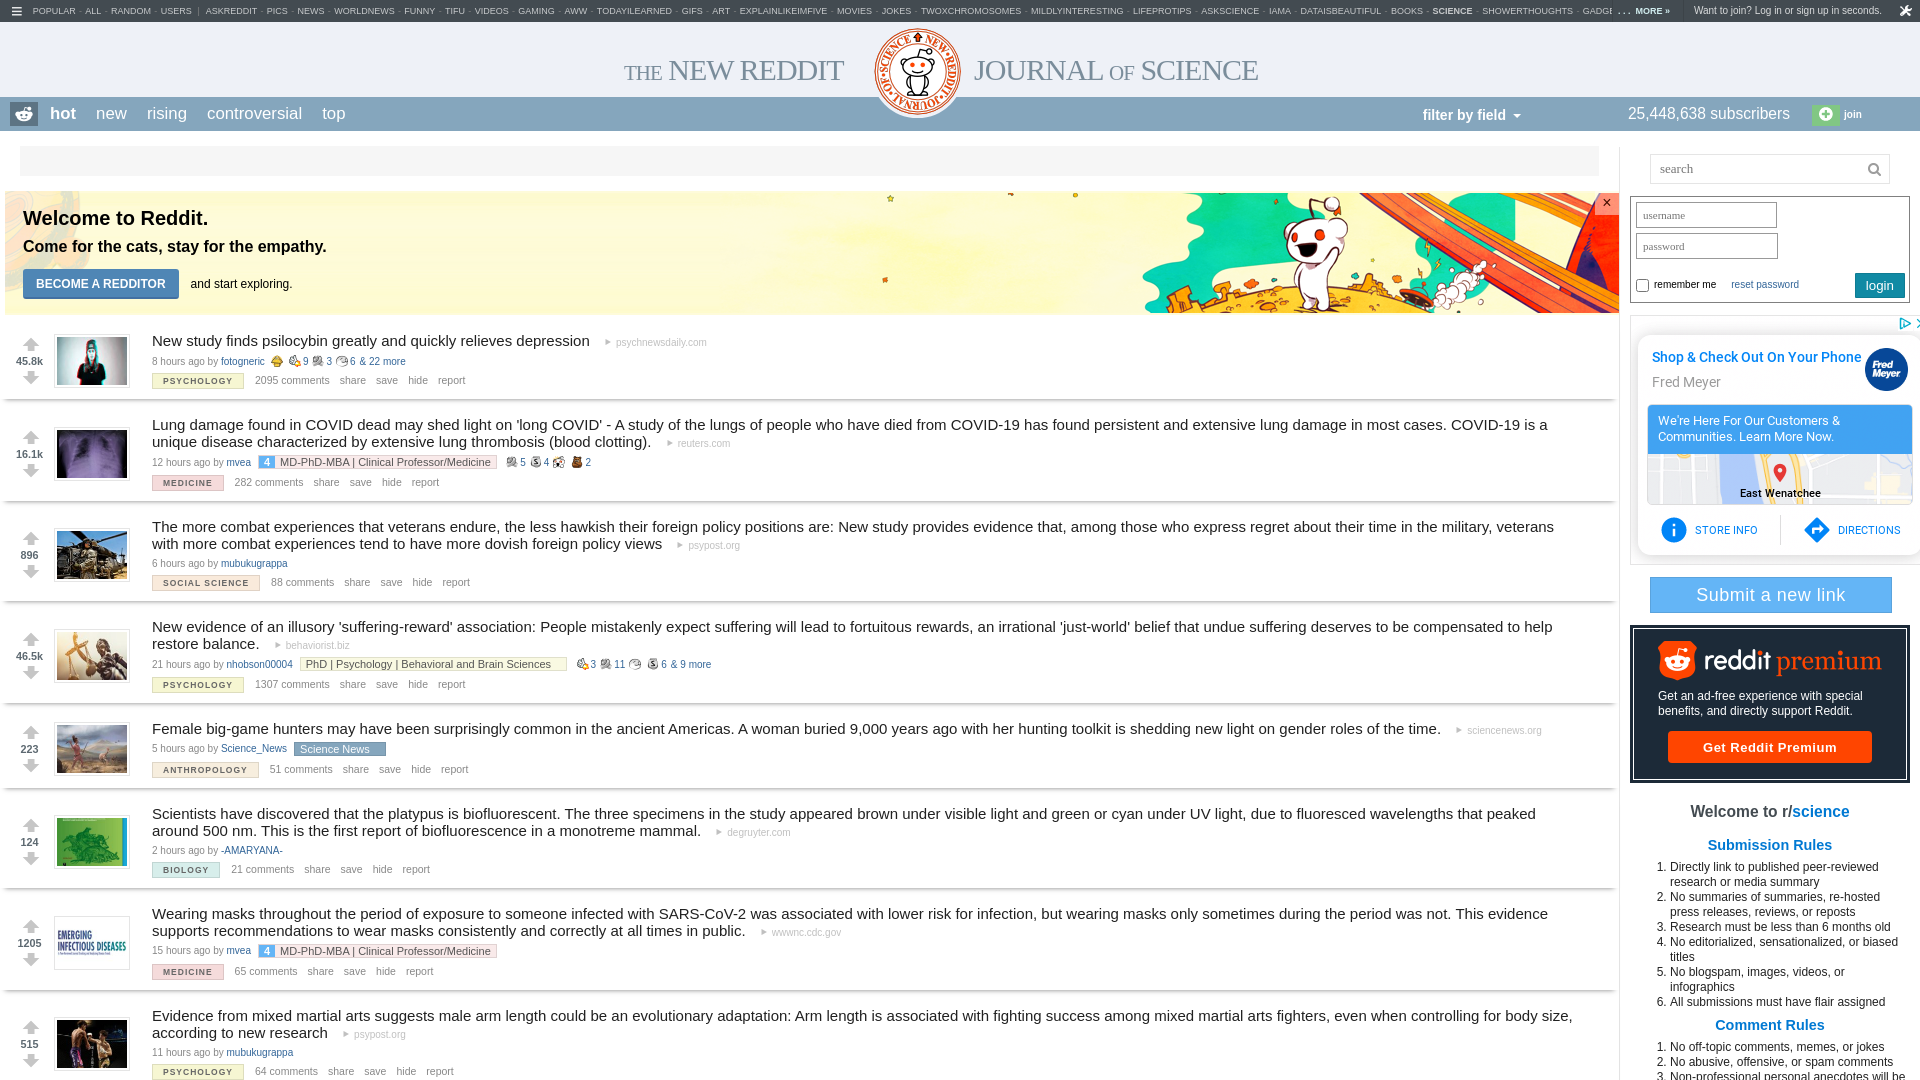 POPULAR - ALL - RANDOM - USERS | ASKREDDIT - PICS - NEWS - WORLDNEWS - FUNNY - TIFU - VIDEOS - GAMING - AWW - TODAYILEARNED - GIFS - ART - EXPLAINLIKEIMFIVE - MOVIES - JOKES - TWOXCHROMOSOMES - MILDLYINTERESTING - LIFEPROTIPS - ASKSCIENCE - IAMA - DATAISBEAUTIFUL - BOOKS - SCIENCE - SHOWERTHOUGHTS - GADGE ... MORE » Want to join? Log in or sign up in seconds.
THE NEW REDDIT JOURNAL OF SCIENCE
NEW REDDIT JOURNAL OF SCIENCE
hot new rising controversial top filter by field 25,448,638 subscribers join
search
Welcome to Reddit.
Come for the cats, stay for the empathy.
BECOME A REDDITOR and start exploring.
×
username
password
remember me reset password login
New study finds psilocybin greatly and quickly relieves depression ► psychnewsdaily.com
45.8k
8 hours ago by fotogneric 9 3 6 & 22 more
PSYCHOLOGY 2095 comments share save hide report
Lung damage found in COVID dead may shed light on 'long COVID' - A study of the lungs of people who have died from COVID-19 has found persistent and extensive lung damage in most cases. COVID-19 is a
unique disease characterized by extensive lung thrombosis (blood clotting). ► reuters.com
16.1k
12 hours ago by mvea 4 MD-PhD-MBA | Clinical Professor/Medicine 5 4 2
MEDICINE 282 comments share save hide report
The more combat experiences that veterans endure, the less hawkish their foreign policy positions are: New study provides evidence that, among those who express regret about their time in the military, veterans
with more combat experiences tend to have more dovish foreign policy views ► psypost.org
896
6 hours ago by mubukugrappa
SOCIAL SCIENCE 88 comments share save hide report
New evidence of an illusory 'suffering-reward' association: People mistakenly expect suffering will lead to fortuitous rewards, an irrational 'just-world' belief that undue suffering deserves to be compensated to help
restore balance. ► behaviorist.biz
46.5k
21 hours ago by nhobson00004 PhD | Psychology | Behavioral and Brain Sciences 3 11 6 & 9 more
PSYCHOLOGY 1307 comments share save hide report
Female big-game hunters may have been surprisingly common in the ancient Americas. A woman buried 9,000 years ago with her hunting toolkit is shedding new light on gender roles of the time. ► sciencenews.org
223
5 hours ago by Science_News Science News
ANTHROPOLOGY 51 comments share save hide report
Scientists have discovered that the platypus is biofluorescent. The three specimens in the study appeared brown under visible light and green or cyan under UV light, due to fluoresced wavelengths that peaked
around 500 nm. This is the first report of biofluorescence in a monotreme mammal. ► degruyter.com
124
2 hours ago by -AMARYANA-
BIOLOGY 21 comments share save hide report
EMERGING
INFECTIOUS DISEASES
Wearing masks throughout the period of exposure to someone infected with SARS-CoV-2 was associated with lower risk for infection, but wearing masks only sometimes during the period was not. This evidence
supports recommendations to wear masks consistently and correctly at all times in public. ► wwwnc.cdc.gov
1205
15 hours ago by mvea 4 MD-PhD-MBA | Clinical Professor/Medicine
MEDICINE 65 comments share save hide report
Evidence from mixed martial arts suggests male arm length could be an evolutionary adaptation: Arm length is associated with fighting success among mixed martial arts fighters, even when controlling for body size,
according to new research ► psypost.org
515
11 hours ago by mubukugrappa
PSYCHOLOGY 64 comments share save hide report
Shop & Check Out On Your Phone
Fred Meyer
Fred
Meyer
We're Here For Our Customers &
Communities. Learn More Now.
East Wenatchee
STORE INFO DIRECTIONS
Submit a new link
reddit premium
Get an ad-free experience with special
benefits, and directly support Reddit.
Get Reddit Premium
Welcome to r/science
Submission Rules
1. Directly link to published peer-reviewed
research or media summary
2. No summaries of summaries, re-hosted
press releases, reviews, or reposts
3. Research must be less than 6 months old
4. No editorialized, sensationalized, or biased
titles
5. No blogspam, images, videos, or
infographics
6. All submissions must have flair assigned
Comment Rules
1. No off-topic comments, memes, or jokes
2. No abusive, offensive, or spam comments
3. Non-professional personal anecdotes will be